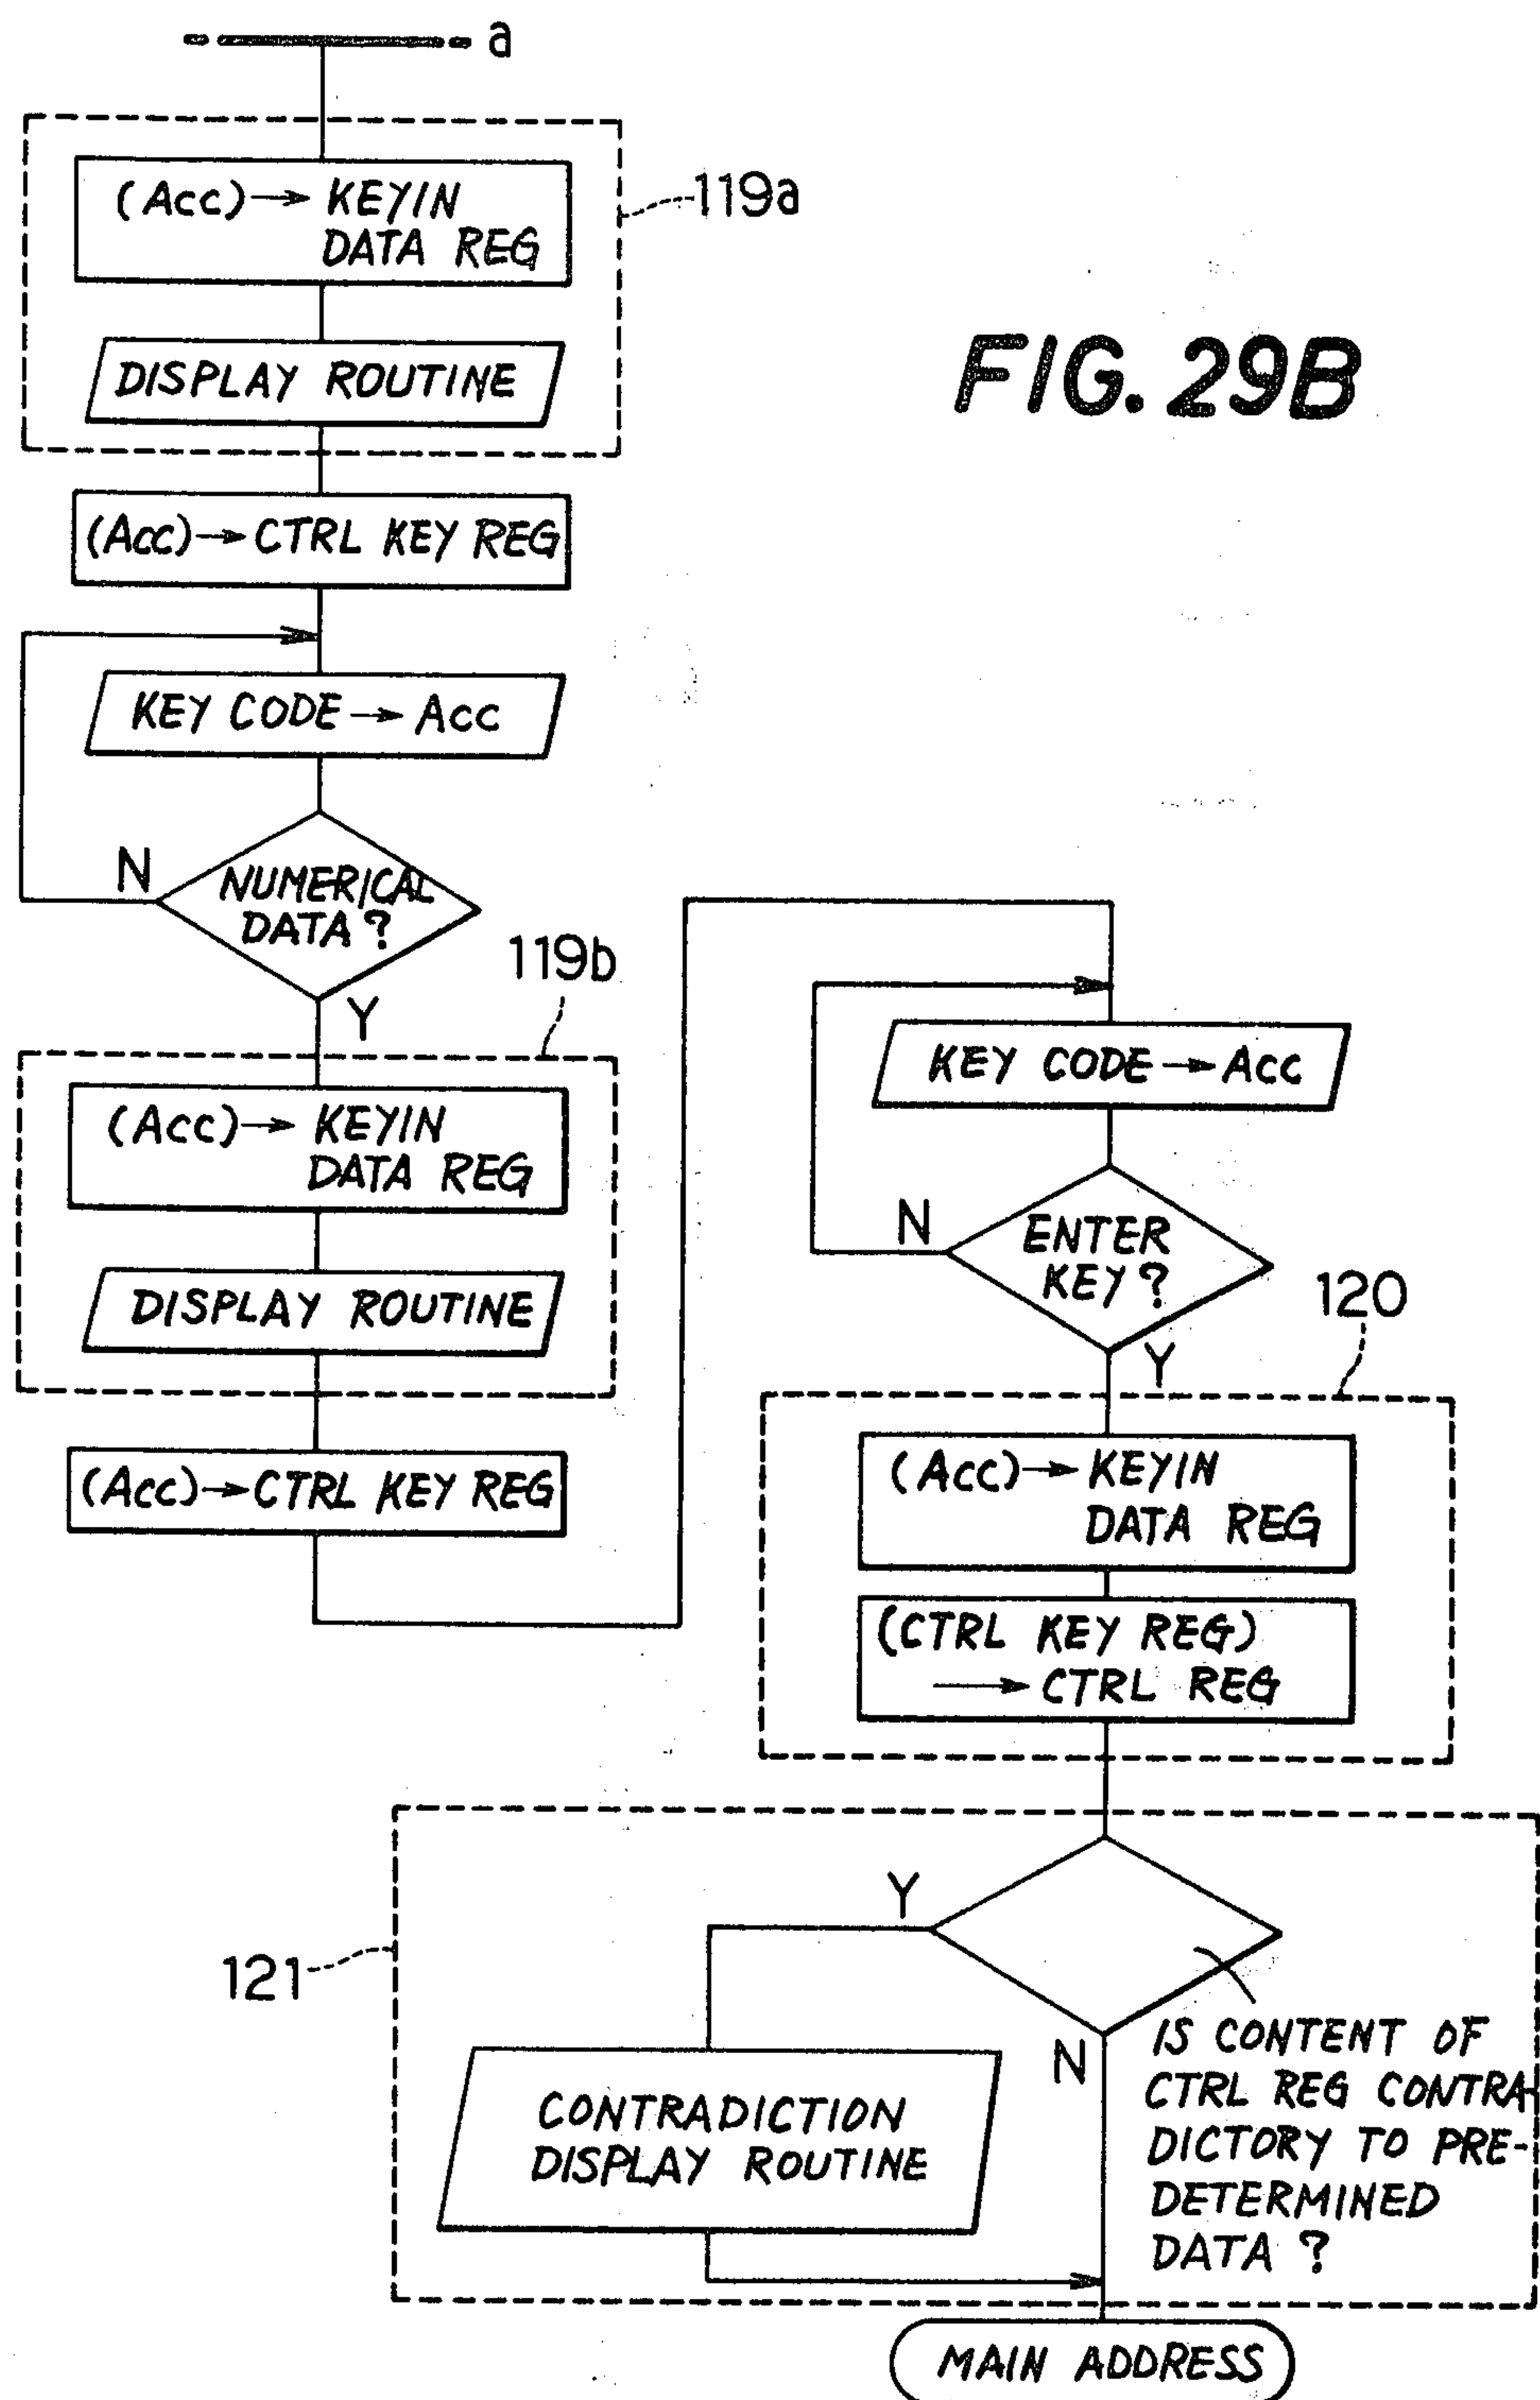 a
(Acc)→ KEYIN
DATA REG
119a
DISPLAY ROUTINE
FIG. 29B
(Acc)→CTRL KEY REG
KEY CODE→Acc
N
NUMERICAL
DATA?
Y
119b
(Acc)→ KEYIN
DATA REG
DISPLAY ROUTINE
(Acc)→CTRL KEY REG
KEY CODE→Acc
N
ENTER
KEY?
Y
120
(Acc)→KEYIN
DATA REG
(CTRL KEY REG)
→CTRL REG
121
Y
N
IS CONTENT OF
CTRL REG CONTRA-
DICTORY TO PRE-
DETERMINED
DATA?
CONTRADICTION
DISPLAY ROUTINE
MAIN ADDRESS